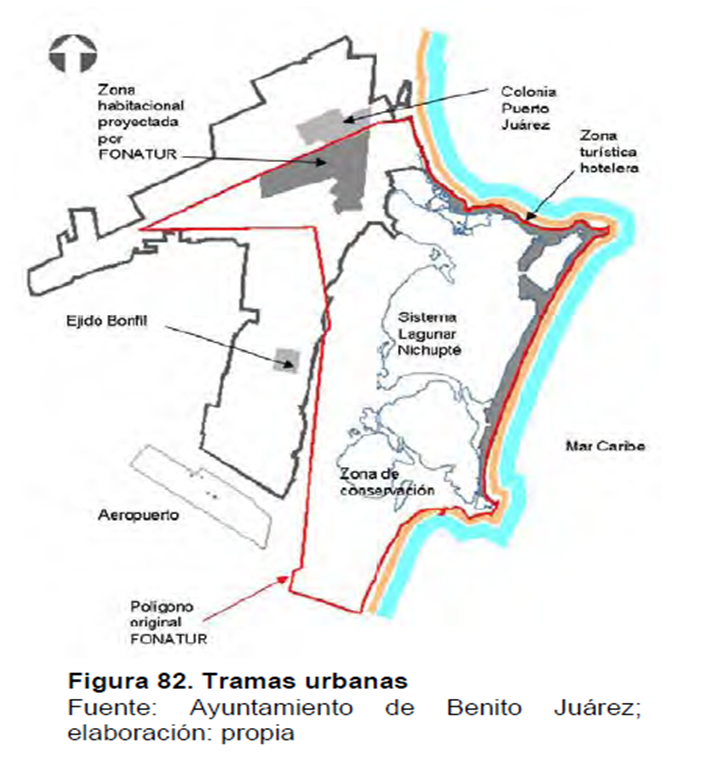 Zona
habitacional
proyectada
por
FONATUR
Colonia
Puerto
Juárez
Zona
turística
hotelera
Ejido Bonfil
Sistema
Lagunar
Nichupté
Mar Caribe
Zona de
conservación
Aeropuerto
Polígono
original
FONATUR
Figura 82. Tramas urbanas
Fuente: Ayuntamiento de Benito Juárez;
elaboración: propia